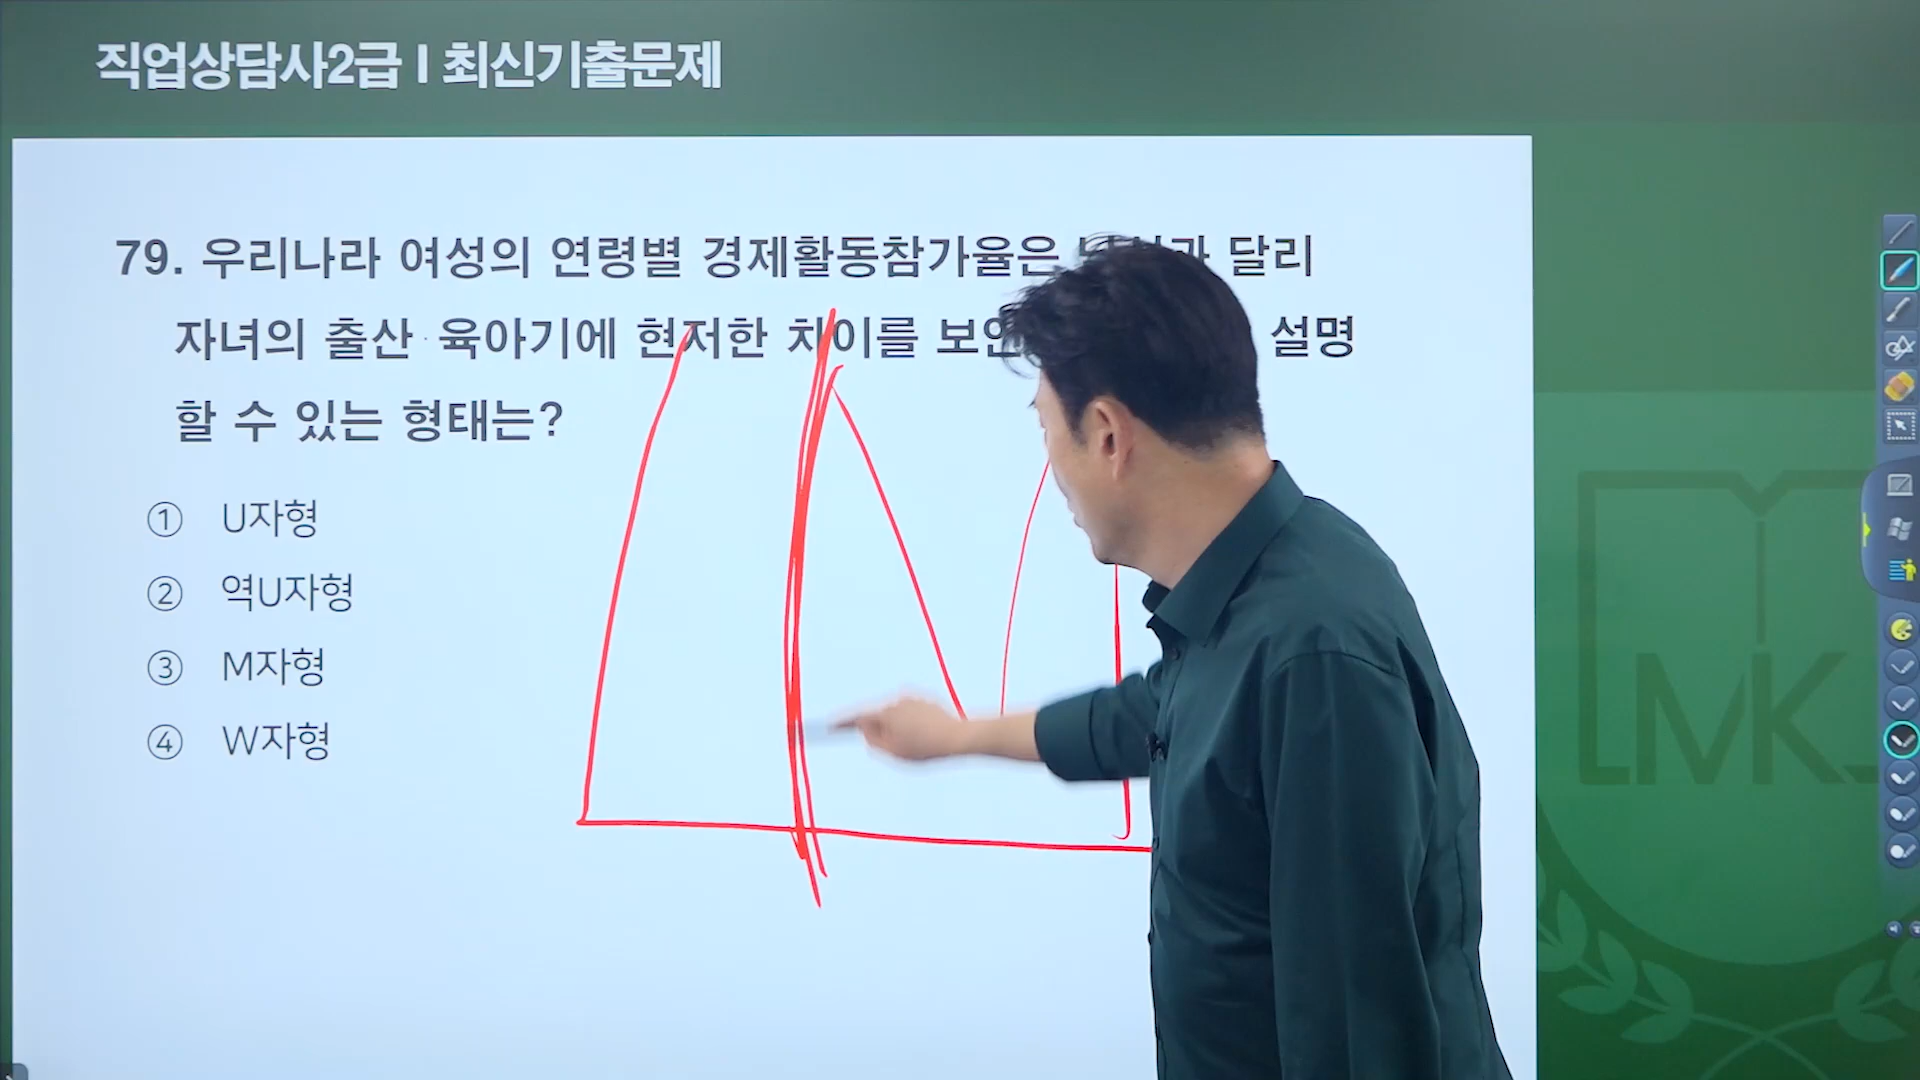 직업상담사2급 | 최신기출문제
79. 우리나라 여성의 연령별 경제활동참가율은 달리
자녀의 출산·육아기에 현저한 차이를 설명
할 수 있는 형태는?
① U자형
② 역U자형
③ M자형
④ W자형
MK